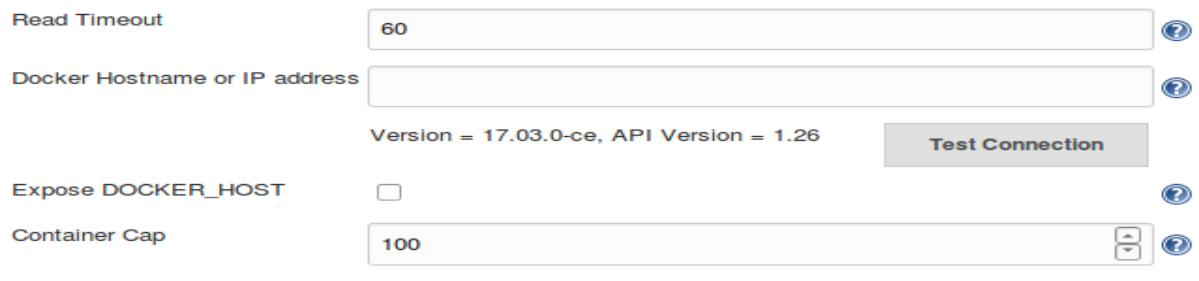 Read Timeout
60
Docker Hostname or IP address
Version = 17.03.0-ce, API Version = 1.26
Test Connection
Expose DOCKER_HOST
Container Cap
100